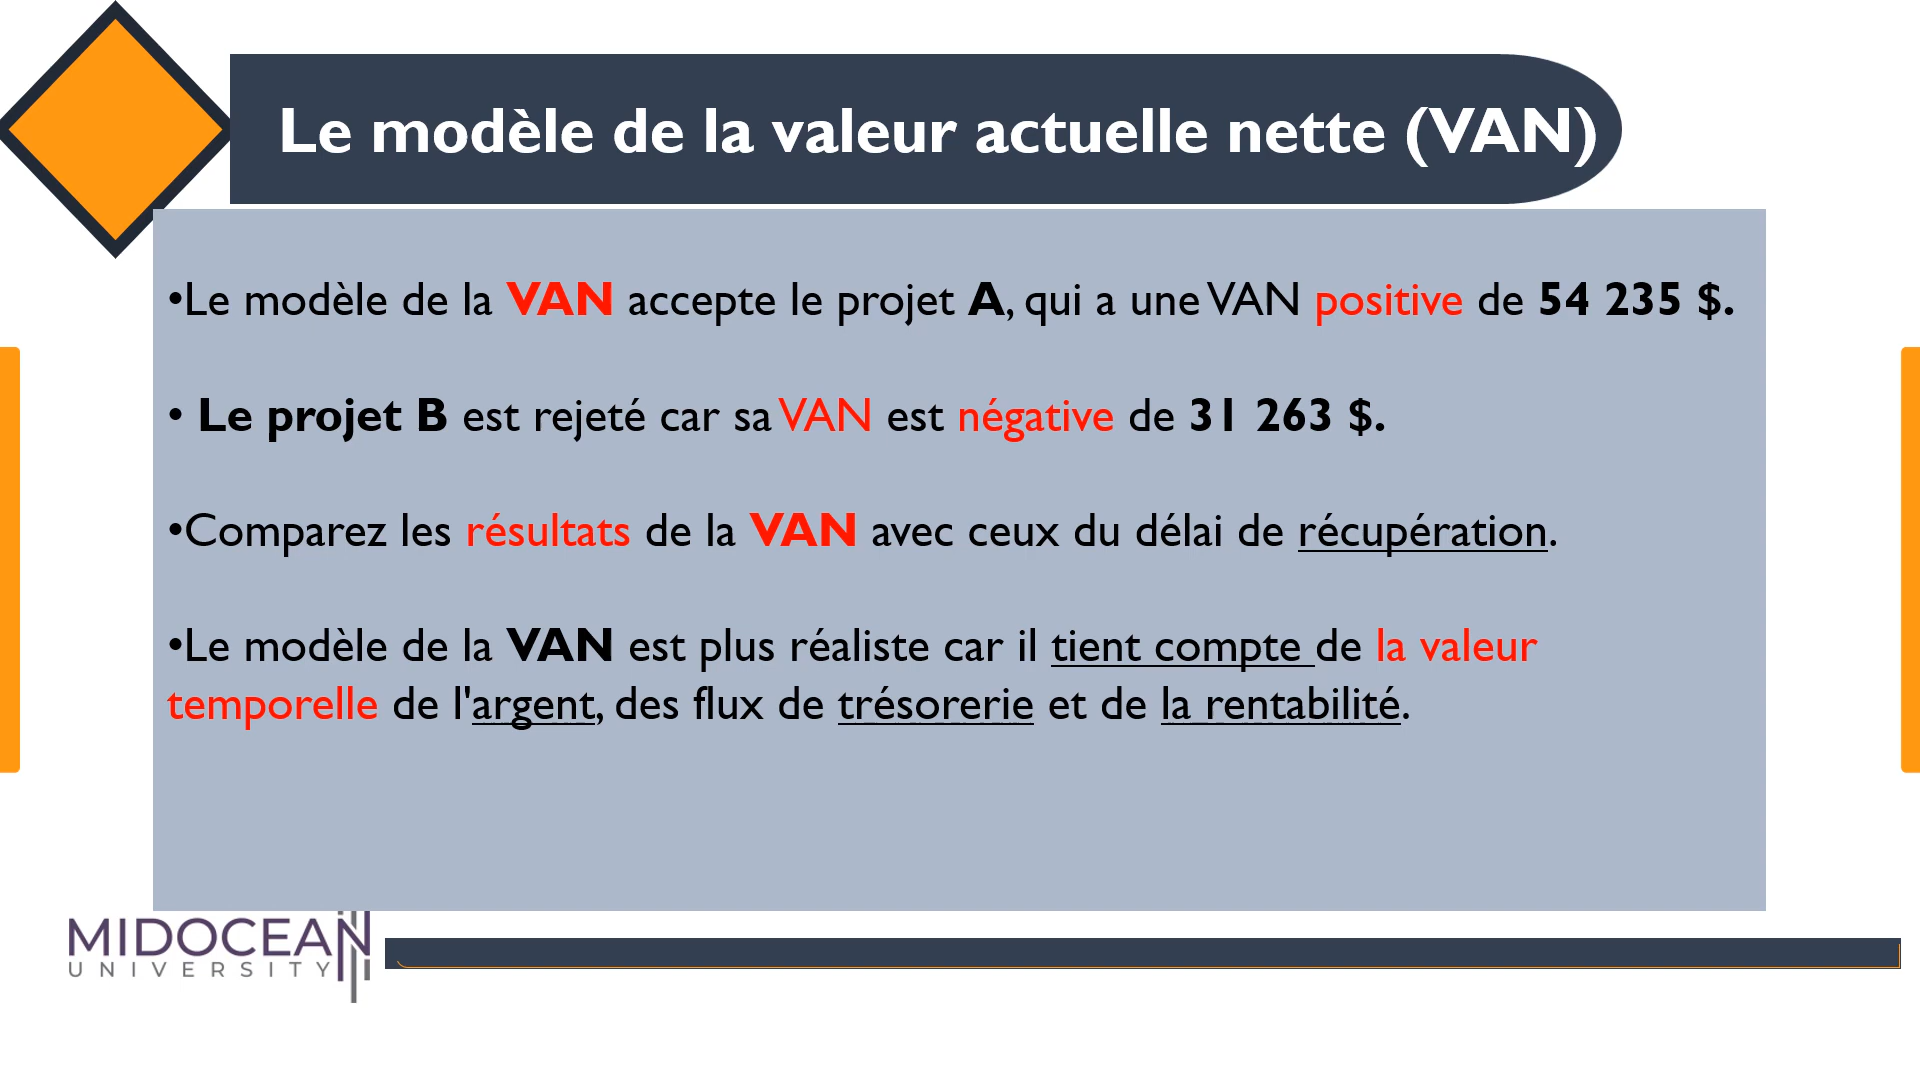 Le modèle de la valeur actuelle nette (VAN)
•Le modèle de la VAN accepte le projet A, qui a une VAN positive de 54 235 $.
• Le projet B est rejeté car sa VAN est négative de 31 263 $.
•Comparez les résultats de la VAN avec ceux du délai de récupération.
•Le modèle de la VAN est plus réaliste car il tient compte de la valeur
temporelle de l'argent, des flux de trésorerie et de la rentabilité.
MIDOCEAN
UNIVERSITY